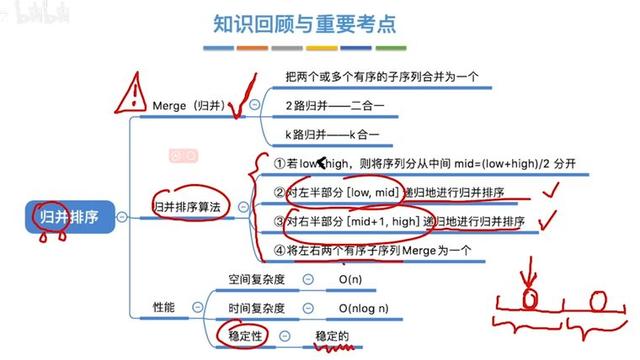 bilibili
知识回顾与重要考点
把两个或多个有序的子序列合并为一个
Merge（归并）
2路归并——二合一
k路归并——k合一
①若low<high，则将序列分从中间 mid=(low+high)/2 分开
②对左半部分[low, mid]递归地进行归并排序
归并排序
归并排序算法
③对右半部分[mid+1, high]递归地进行归并排序
④将左右两个有序子序列Merge为一个
空间复杂度
O(n)
性能
时间复杂度
O(nlog n)
稳定性
稳定的